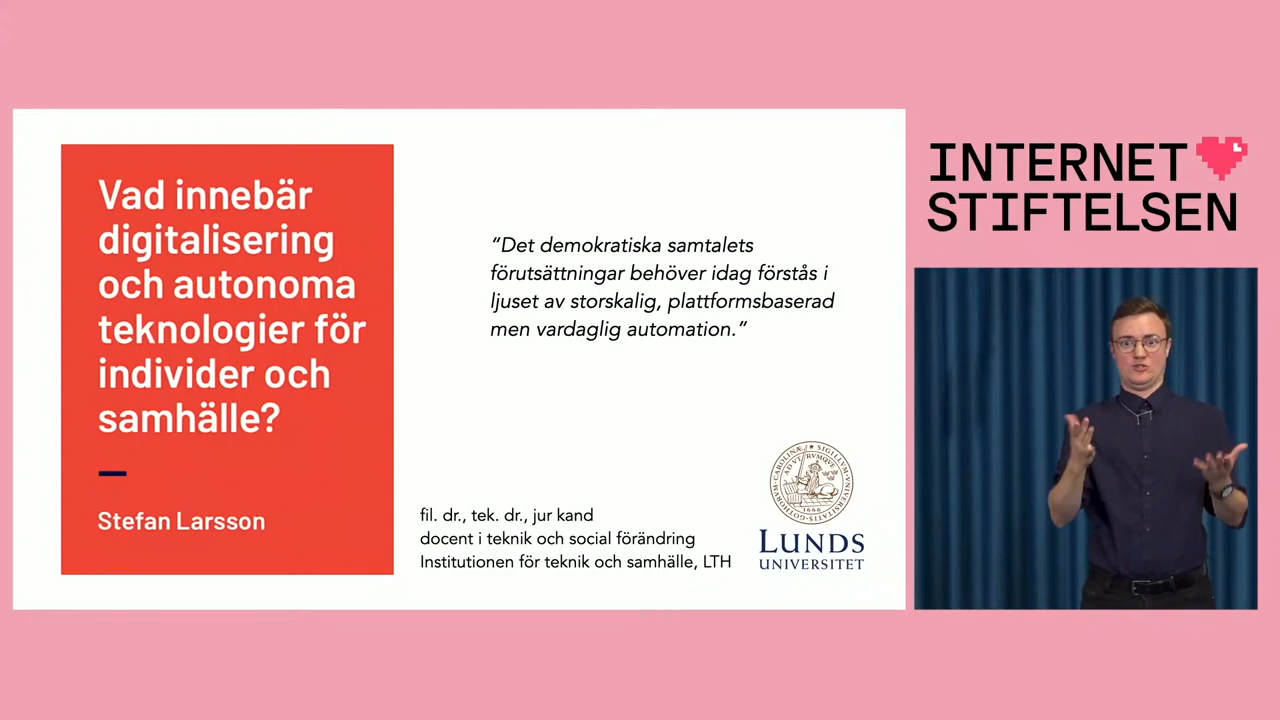 Vad innebär
digitalisering
och autonoma
teknologier för
individer och
samhälle?
Stefan Larsson
“Det demokratiska samtalets
förutsättningar behöver idag förstås i
ljuset av storskalig, plattformsbaserad
men vardaglig automation.”
fil. dr., tek. dr., jur kand
docent i teknik och social förändring
Institutionen för teknik och samhälle, LTH
1666
LUNDS
UNIVERSITET
INTERNET
STIFTELSEN